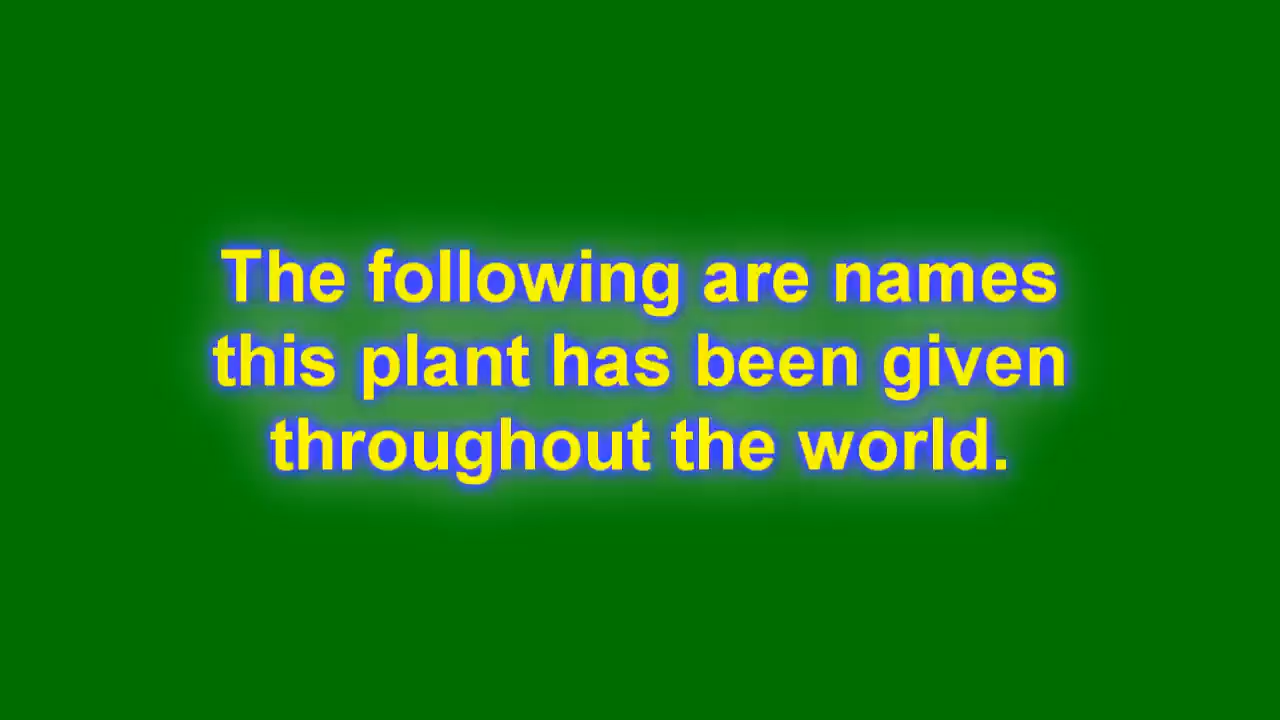 The following are names
this plant has been given
throughout the world.